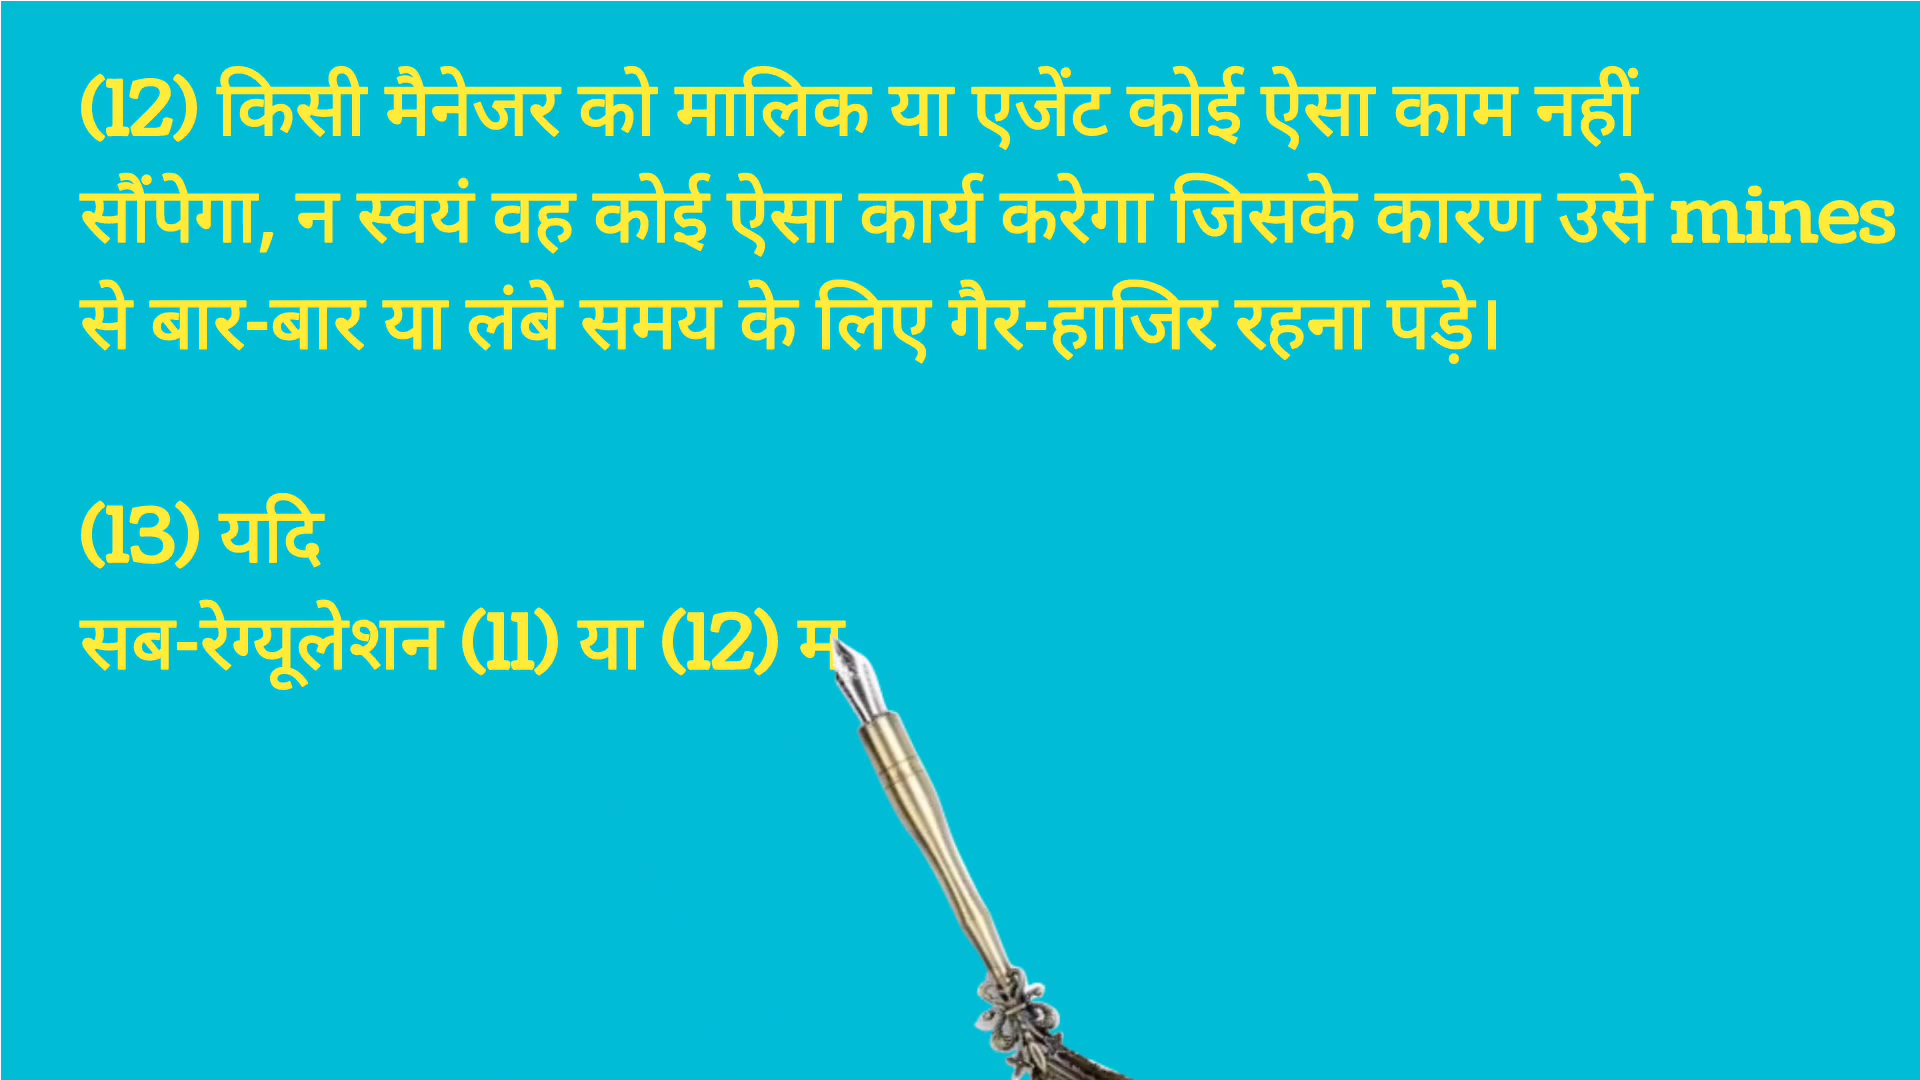 (12) किसी मैनेजर को मालिक या एजेंट कोई ऐसा काम नहीं
सौंपेगा, न स्वयं वह कोई ऐसा कार्य करेगा जिसके कारण उसे mines
से बार-बार या लंबे समय के लिए गैर-हाजिर रहना पड़े।
(13) यदि
सब-रेग्यूलेशन (11) या (12) म